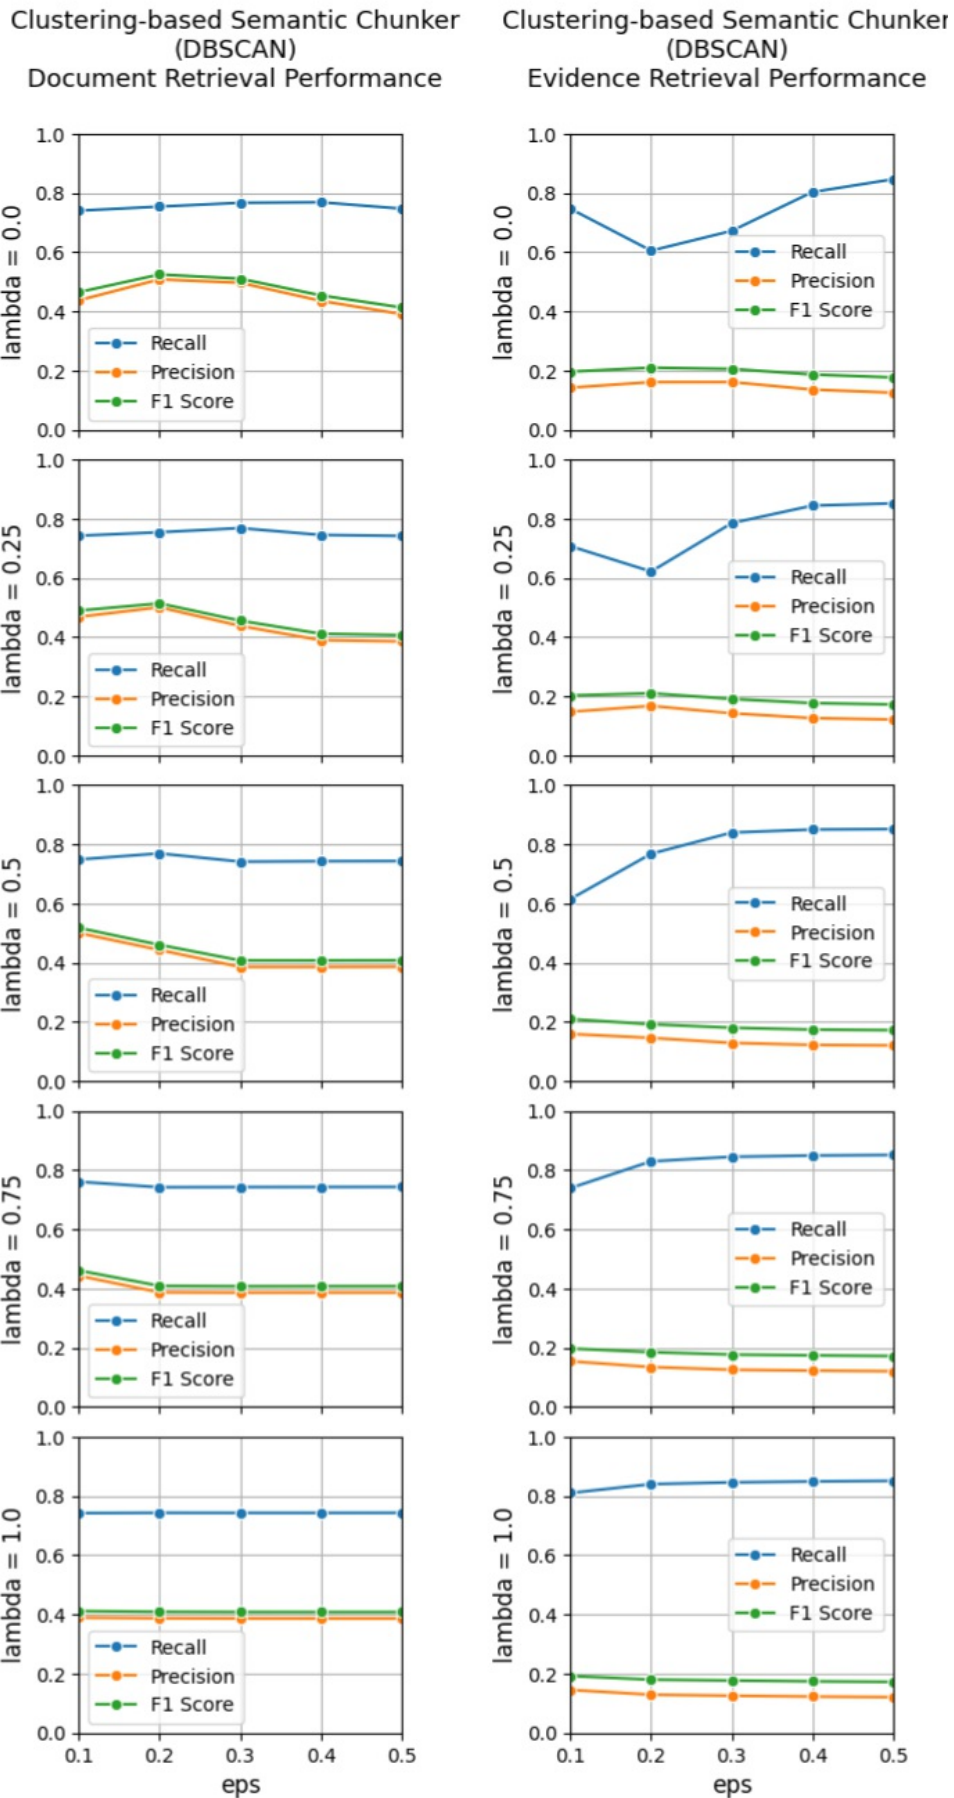 Clustering-based Semantic Chunker
(DBSCAN)
Document Retrieval Performance
Clustering-based Semantic Chunker
(DBSCAN)
Evidence Retrieval Performance
lambda = 0.0
1.0
0.8
0.6
0.4
0.2
0.0
Recall
Precision
F1 Score
lambda = 0.0
1.0
0.8
0.6
0.4
0.2
0.0
Recall
Precision
F1 Score
lambda = 0.25
1.0
0.8
0.6
0.4
0.2
0.0
Recall
Precision
F1 Score
lambda = 0.25
1.0
0.8
0.6
0.4
0.2
0.0
Recall
Precision
F1 Score
lambda = 0.5
1.0
0.8
0.6
0.4
0.2
0.0
Recall
Precision
F1 Score
lambda = 0.5
1.0
0.8
0.6
0.4
0.2
0.0
Recall
Precision
F1 Score
lambda = 0.75
1.0
0.8
0.6
0.4
0.2
0.0
Recall
Precision
F1 Score
lambda = 0.75
1.0
0.8
0.6
0.4
0.2
0.0
Recall
Precision
F1 Score
lambda = 1.0
1.0
0.8
0.6
0.4
0.2
0.0
Recall
Precision
F1 Score
0.1 0.2 0.3 0.4 0.5
eps
lambda = 1.0
1.0
0.8
0.6
0.4
0.2
0.0
Recall
Precision
F1 Score
0.1 0.2 0.3 0.4 0.5
eps